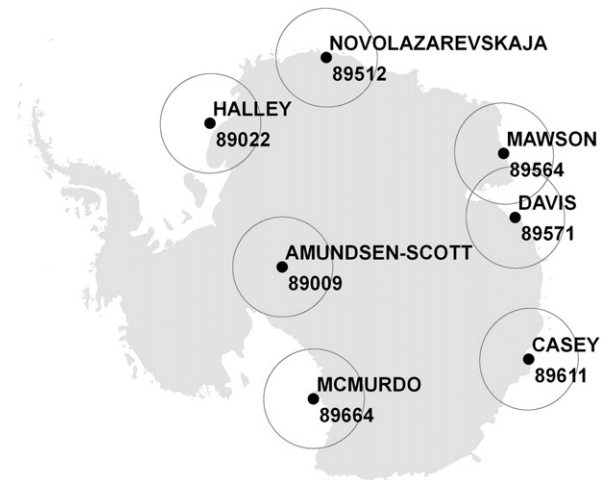 NOVOLAZAREVSKAJA
89512
HALLEY
89022
MAWSON
89564
DAVIS
89571
AMUNDSEN-SCOTT
89009
CASEY
89611
MCMURDO
89664